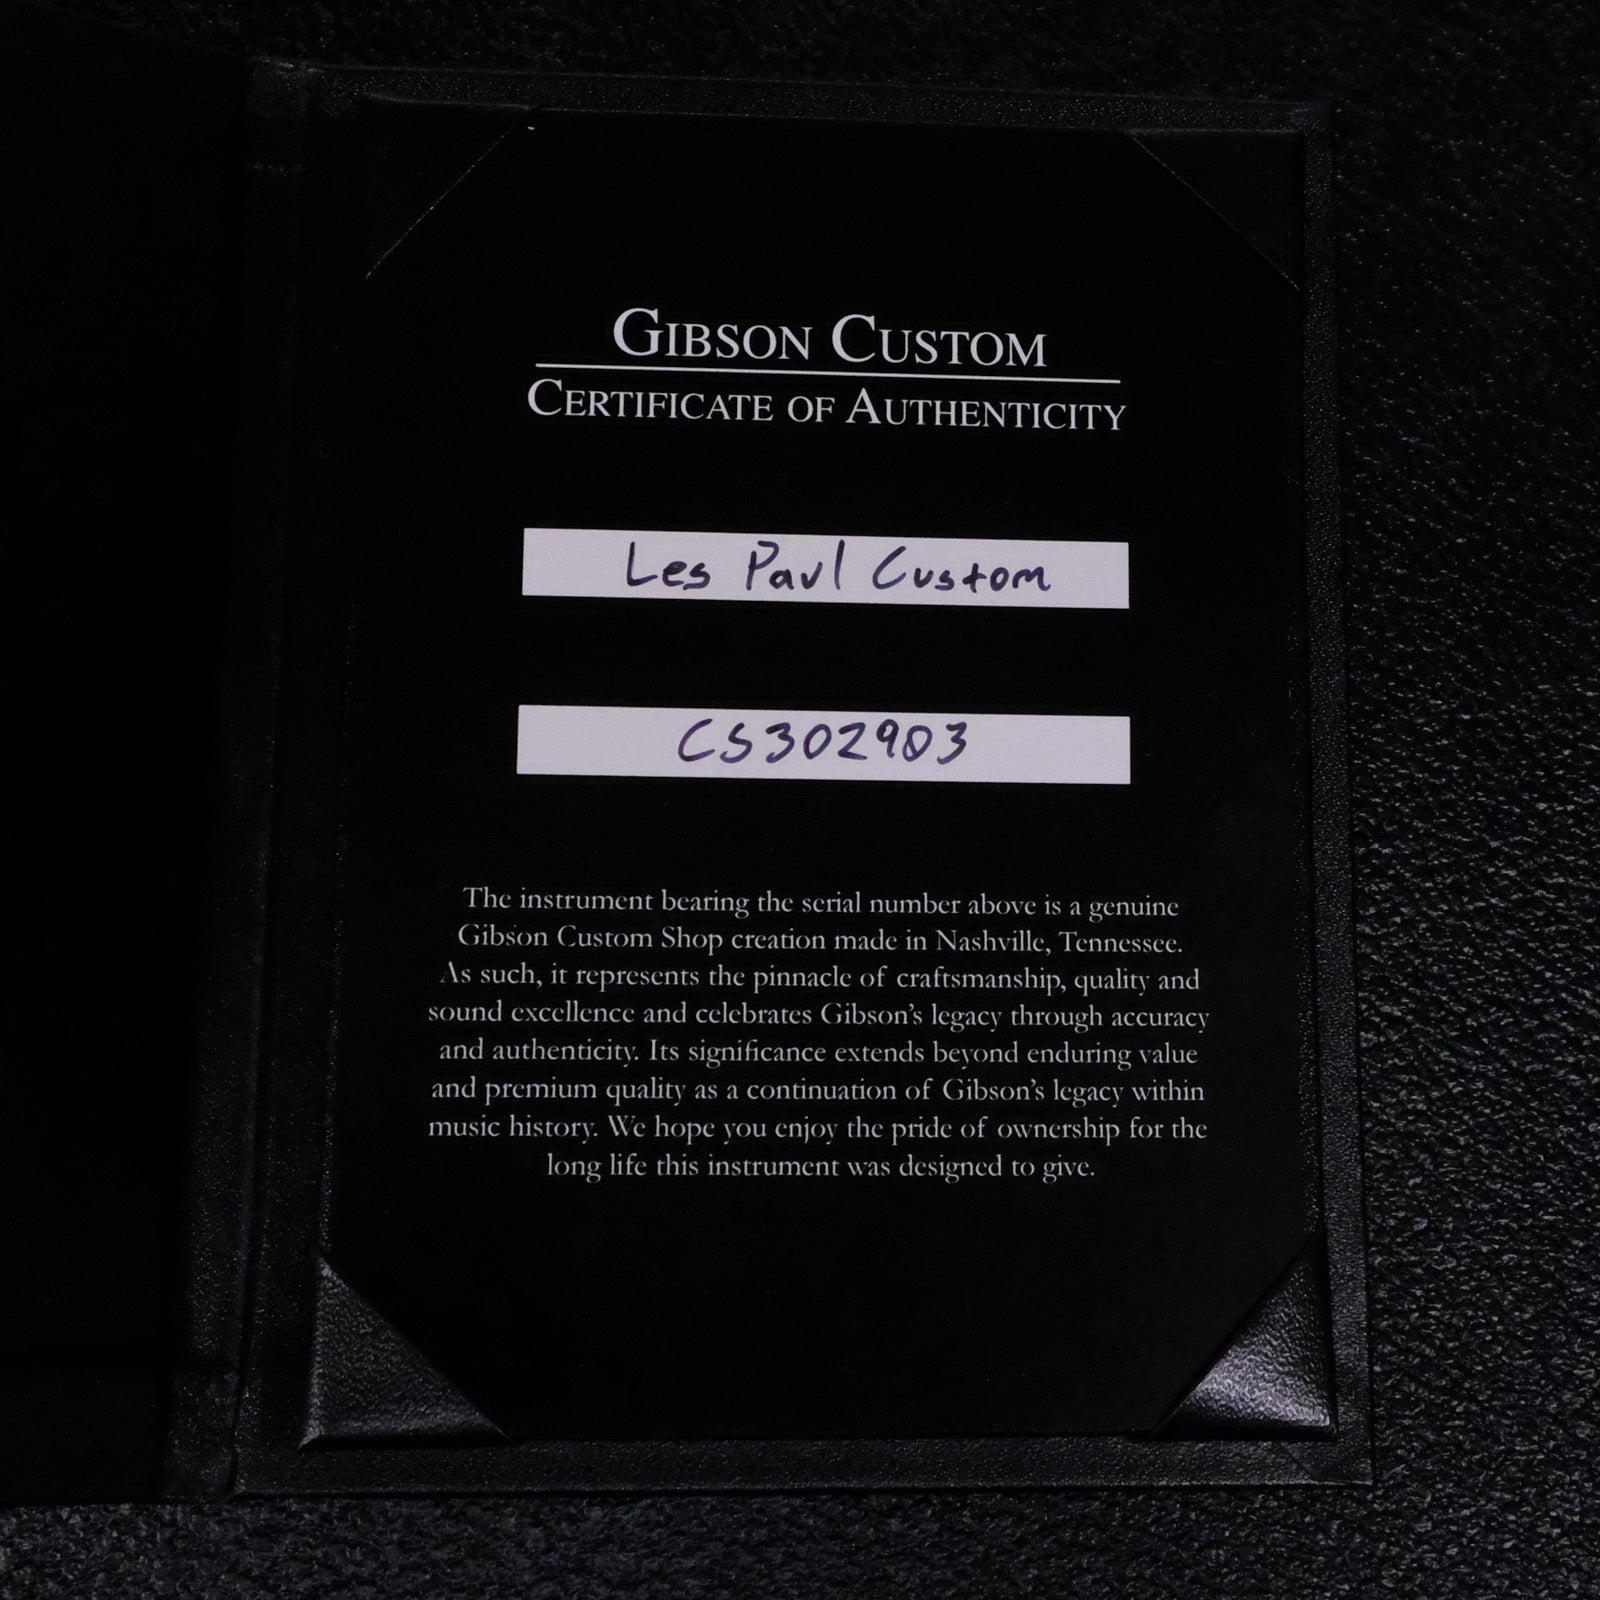 GIBSON CUSTOM
CERTIFICATE OF AUTHENTICITY
Les Paul Custom
CS302903
The instrument bearing the serial number above is a genuine
Gibson Custom Shop creation made in Nashville, Tennessee.
As such, it represents the pinnacle of craftsmanship, quality and
sound excellence and celebrates Gibson's legacy through accuracy
and authenticity. Its significance extends beyond enduring value
and premium quality as a continuation of Gibson's legacy within
music history. We hope you enjoy the pride of ownership for the
long life this instrument was designed to give.